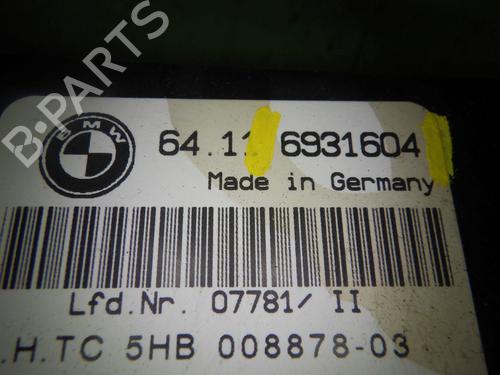 B-PARTS
BMW
64.11 6931604
Made in Germany
Lfd.Nr. 07781/ II
.H.TC 5HB 008878-03